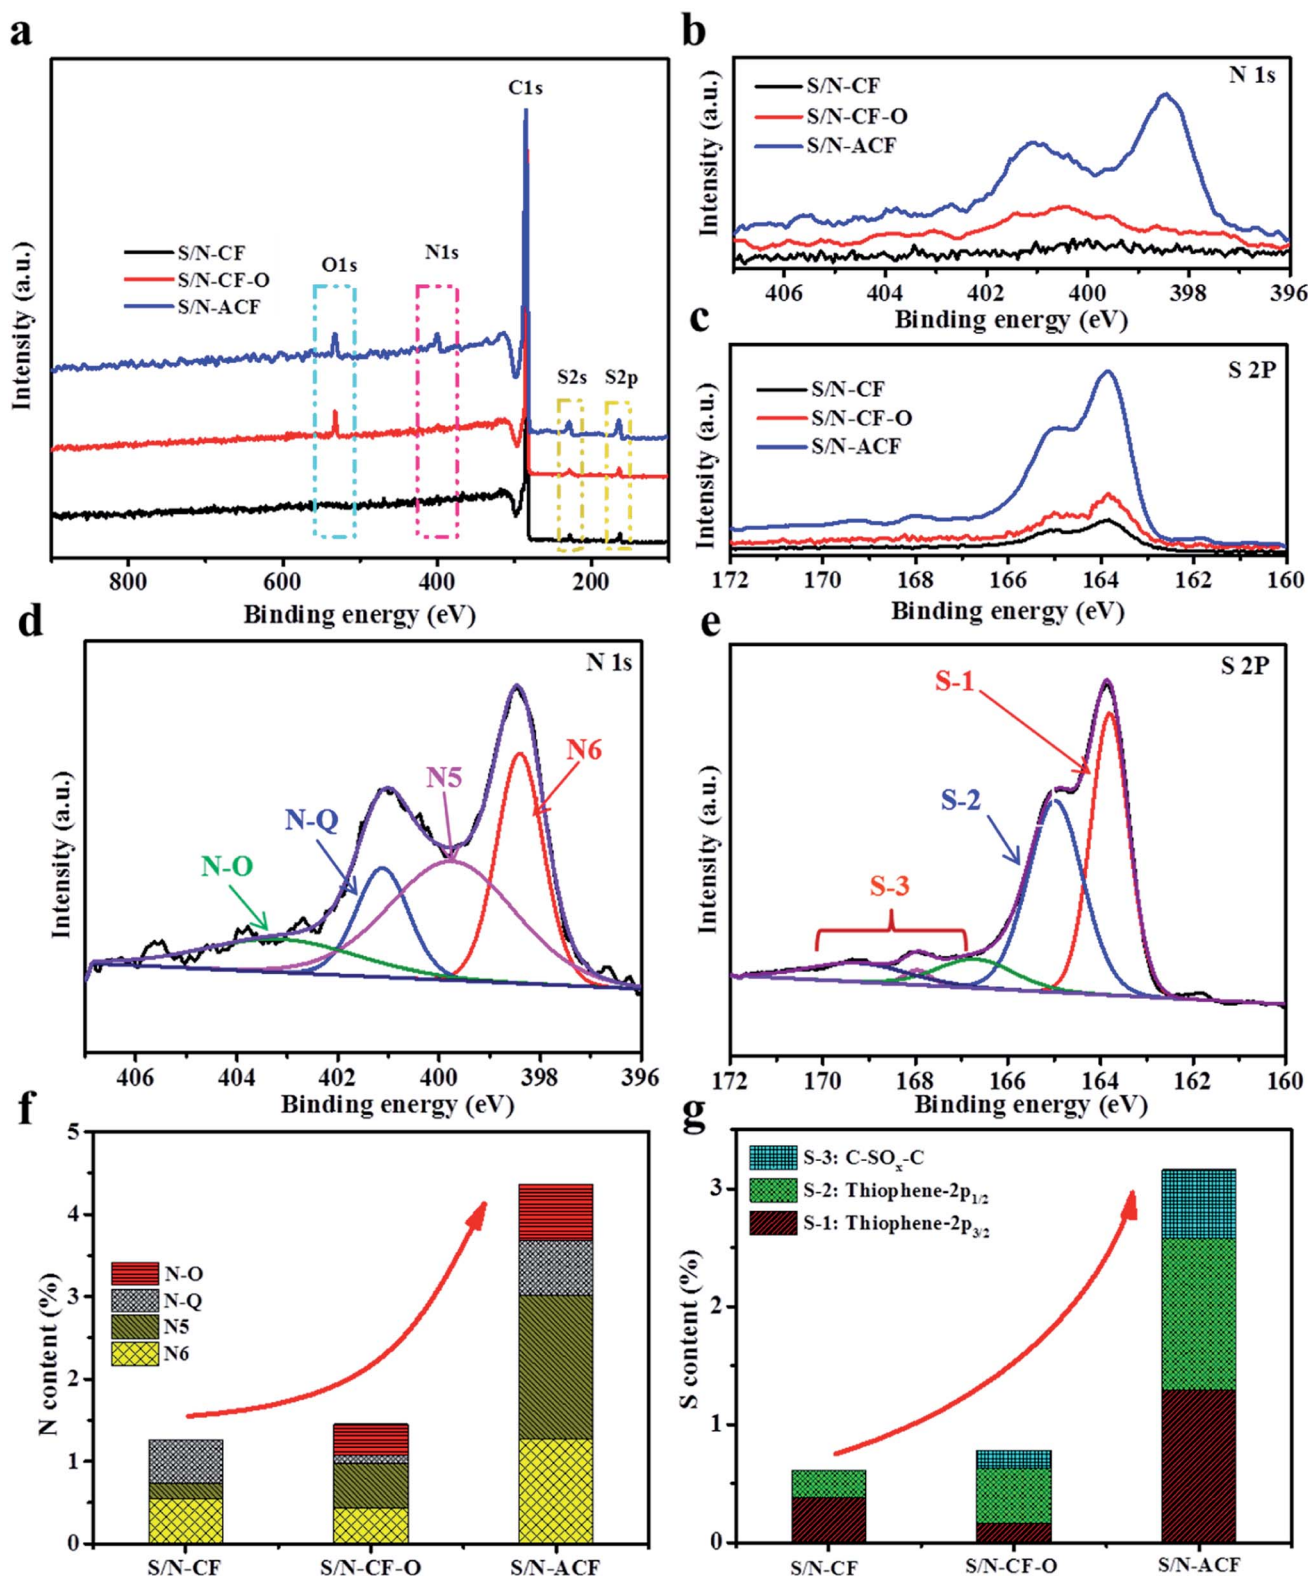 a
C1s
S/N-CF
S/N-CF-O
S/N-ACF
O1s
N1s
S2s
S2p
Intensity (a.u.)
800
600
400
200
Binding energy (eV)
b
N 1s
S/N-CF
S/N-CF-O
S/N-ACF
Intensity (a.u.)
406
404
402
400
398
396
Binding energy (eV)
c
S 2P
S/N-CF
S/N-CF-O
S/N-ACF
Intensity (a.u.)
172
170
168
166
164
162
160
Binding energy (eV)
d
N 1s
N6
N5
N-Q
N-O
Intensity (a.u.)
406
404
402
400
398
396
Binding energy (eV)
e
S 2P
S-1
S-2
S-3
Intensity (a.u.)
172
170
168
166
164
162
160
Binding energy (eV)
f
5
4
3
2
1
0
N content (%)
N-O
N-Q
N5
N6
S/N-CF
S/N-CF-O
S/N-ACF
g
S-3: C-SOx-C
S-2: Thiophene-2p1/2
S-1: Thiophene-2p3/2
3
2
1
0
S content (%)
S/N-CF
S/N-CF-O
S/N-ACF